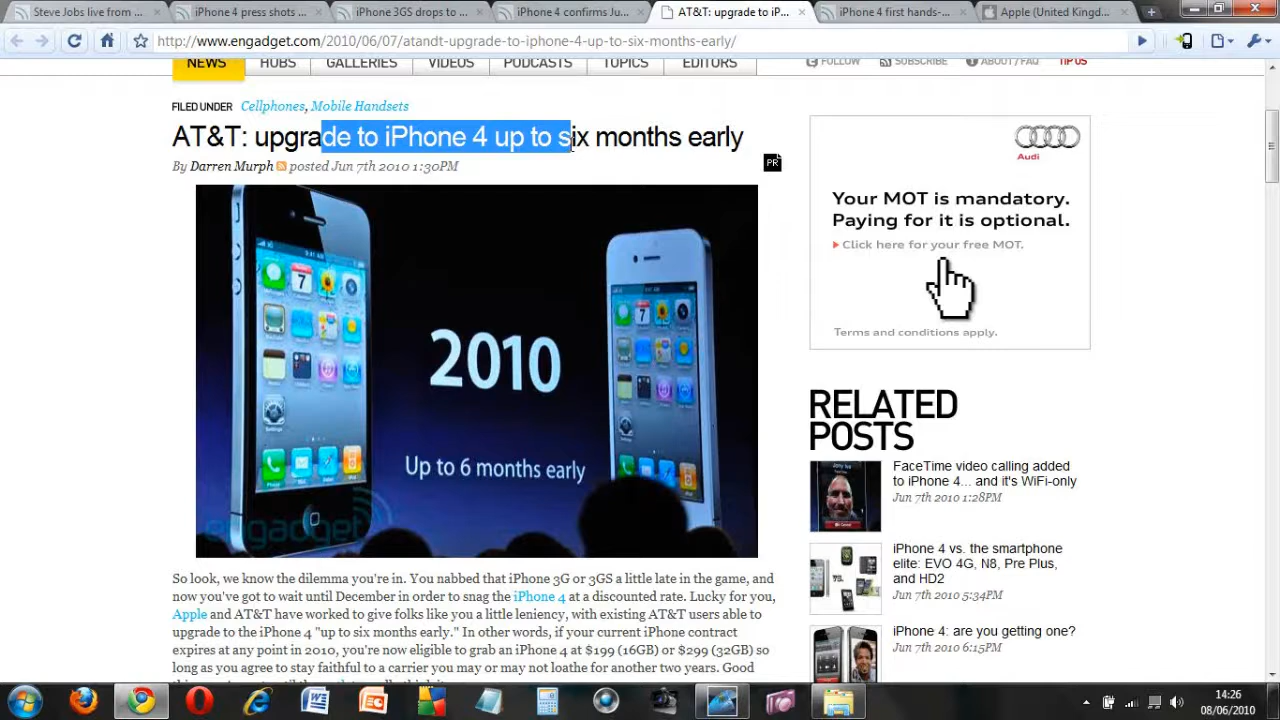 Steve Jobs live from ...
iPhone 4 press shots
iPhone 3GS drops to ...
iPhone 4 confirms Ju...
AT&T: upgrade to iP...
iPhone 4 first hands-...
Apple (United Kingd...
http://www.engadget.com/2010/06/07/atandt-upgrade-to-iphone-4-up-to-six-months-early/
NEWS HUBS GALLERIES VIDEOS PODCASTS TOPICS EDITORS
FOLLOW SUBSCRIBE ABOUT / FAQ TIP US
FILED UNDER Cellphones, Mobile Handsets
AT&T: upgrade to iPhone 4 up to six months early
By Darren Murph posted Jun 7th 2010 1:30PM
PR
9:41 AM
7
2010
Up to 6 months early
engadget
So look, we know the dilemma you're in. You nabbed that iPhone 3G or 3GS a little late in the game, and
now you've got to wait until December in order to snag the iPhone 4 at a discounted rate. Lucky for you,
Apple and AT&T have worked to give folks like you a little leniency, with existing AT&T users able to
upgrade to the iPhone 4 "up to six months early." In other words, if your current iPhone contract
expires at any point in 2010, you're now eligible to grab an iPhone 4 at $199 (16GB) or $299 (32GB) so
long as you agree to stay faithful to a carrier you may or may not loathe for another two years. Good
Audi
Your MOT is mandatory.
Paying for it is optional.
Click here for your free MOT.
Terms and conditions apply.
RELATED
POSTS
FaceTime video calling added
to iPhone 4... and it's WiFi-only
Jun 7th 2010 1:28PM
iPhone 4 vs. the smartphone
elite: EVO 4G, N8, Pre Plus,
and HD2
Jun 7th 2010 5:34PM
VS.
iPhone 4: are you getting one?
Jun 7th 2010 6:15PM
14:26
08/06/2010